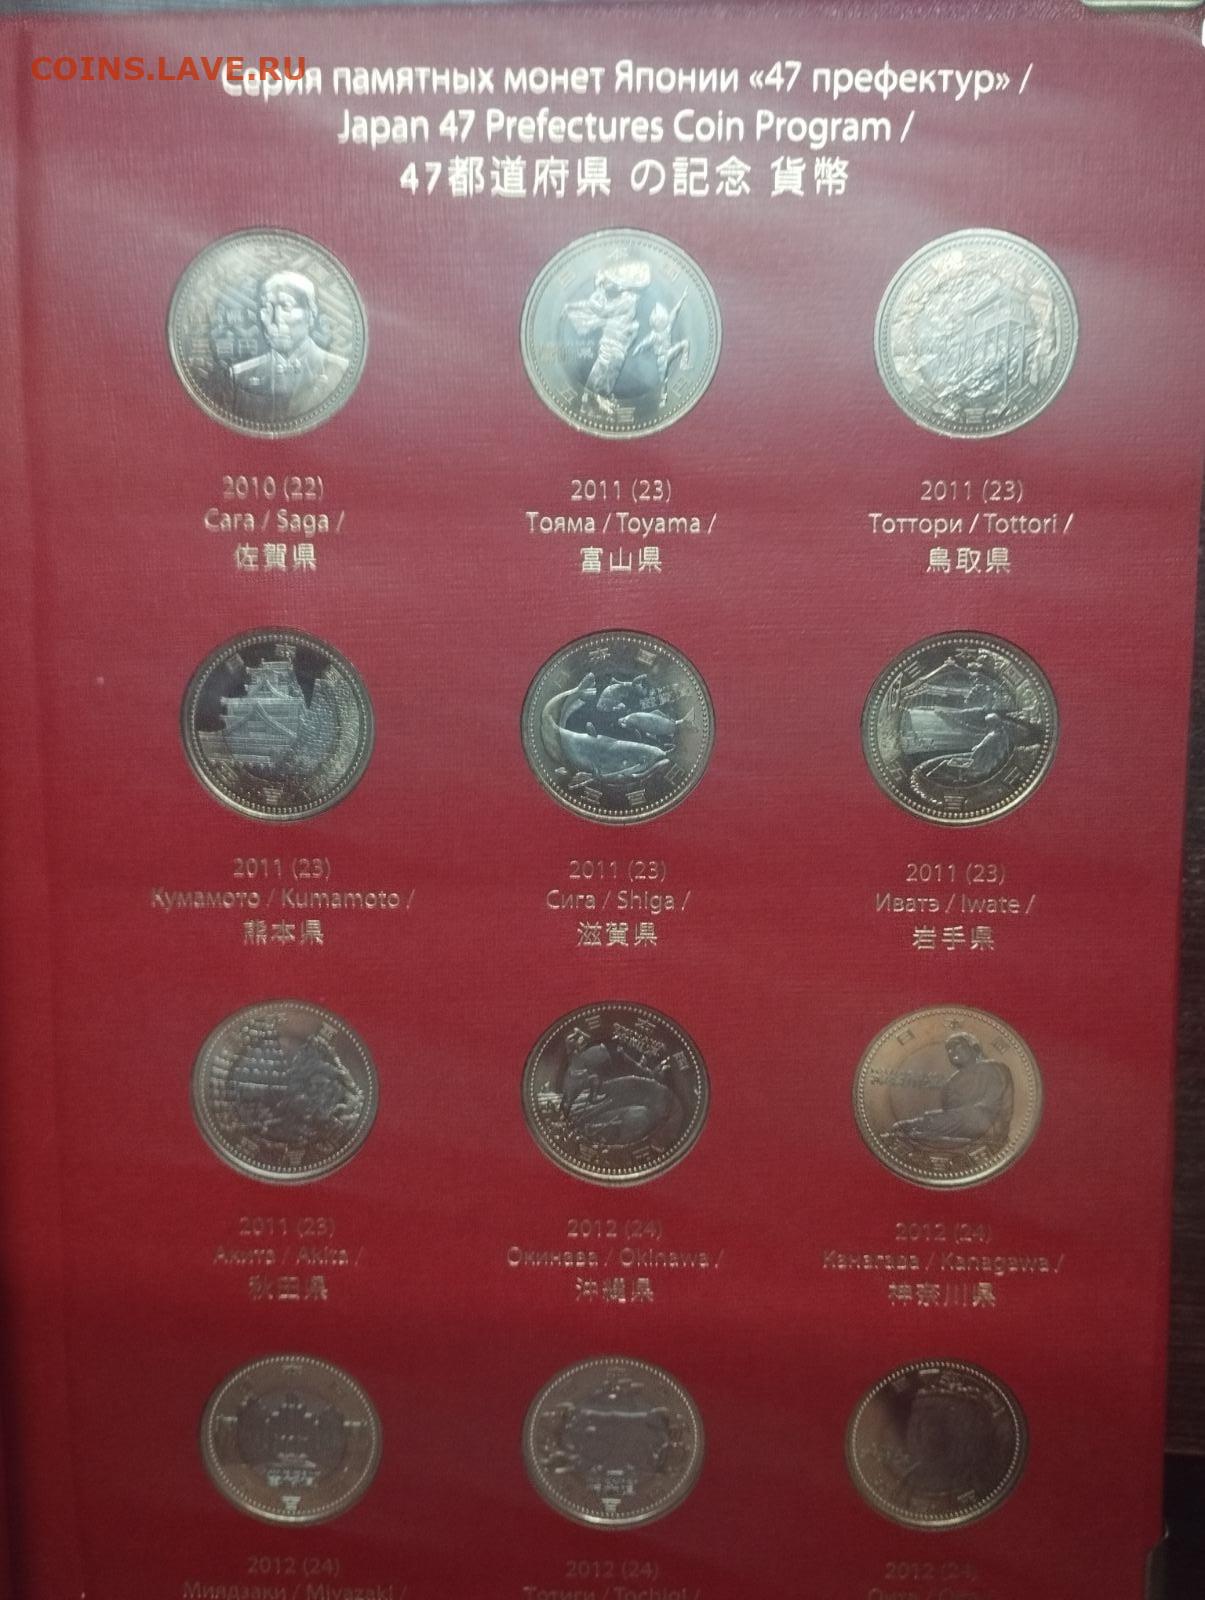 COINS.LAVE.RU
Серия памятных монет Японии «47 префектур» /
Japan 47 Prefectures Coin Program /
47都道府県 の記念 貨幣
2010 (22)
Сага / Saga /
佐賀県
2011 (23)
Тояма / Toyama /
富山県
2011 (23)
Тоттори / Tottori /
鳥取県
2011 (23)
Кумамото / Kumamoto /
熊本県
2011 (23)
Сига / Shiga /
滋賀県
2011 (23)
Иватэ / Iwate /
岩手県
2011 (23)
Акита / Akita /
秋田県
2012 (24)
Окинава / Okinawa /
沖縄県
2012 (24)
Канагава / Kanagawa /
神奈川県
2012 (24)
Миядзаки / Miyazaki /
2012 (24)
Тотиги / Tochigi /
2012 (24)